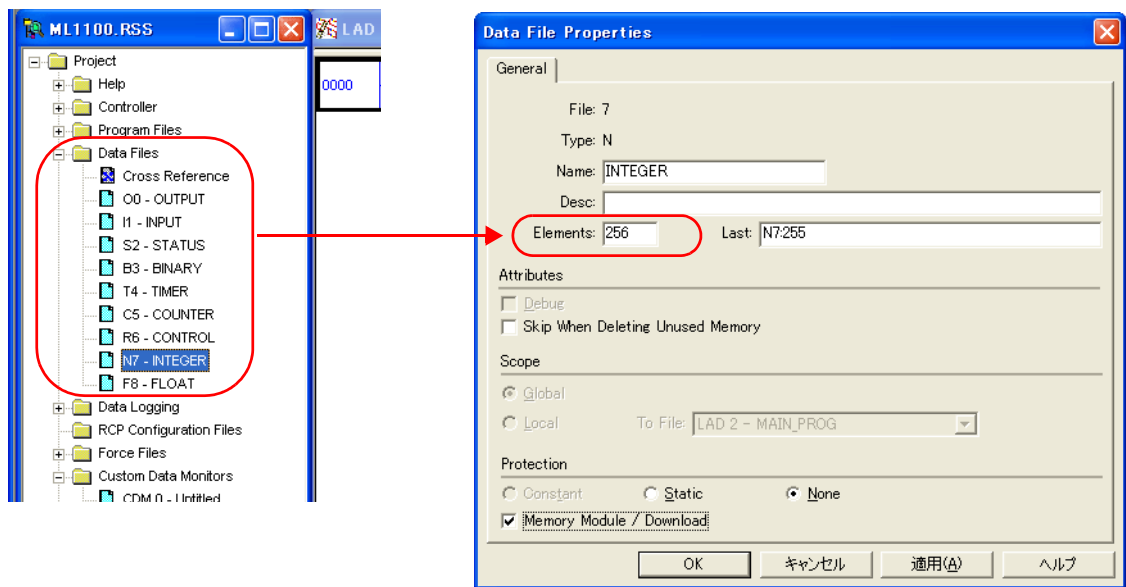 ML1100.RSS
LAD
Project
Help
Controller
Program Files
Data Files
Cross Reference
O0 - OUTPUT
I1 - INPUT
S2 - STATUS
B3 - BINARY
T4 - TIMER
C5 - COUNTER
R6 - CONTROL
N7 - INTEGER
F8 - FLOAT
Data Logging
RCP Configuration Files
Force Files
Custom Data Monitors
CDM 0 - Untitled
0000
Data File Properties
General
File: 7
Type: N
Name: INTEGER
Desc:
Elements: 256 Last: N7:255
Attributes
Debug
Skip When Deleting Unused Memory
Scope
Global
Local To File: LAD 2 - MAIN_PROG
Protection
Constant Static None
Memory Module / Download
OK キャンセル 適用(A) ヘルプ